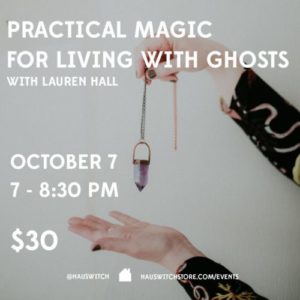 PRACTICAL MAGIC
FOR LIVING WITH GHOSTS
WITH LAUREN HALL
OCTOBER 7
7 - 8:30 PM
$30
@HAUSWITCH HAUSWITCHSTORE.COM/EVENTS